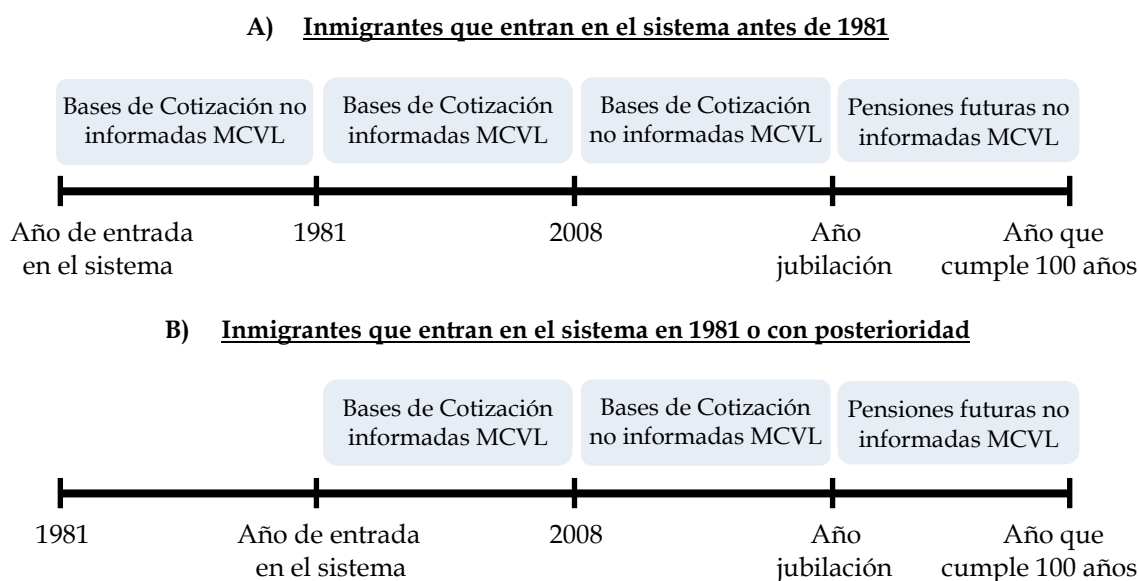 A) Inmigrantes que entran en el sistema antes de 1981
Bases de Cotización no
informadas MCVL
Bases de Cotización
informadas MCVL
Bases de Cotización
no informadas MCVL
Pensiones futuras no
informadas MCVL
Año de entrada
en el sistema
1981
2008
Año
jubilación
Año que
cumple 100 años
B) Inmigrantes que entran en el sistema en 1981 o con posterioridad
Bases de Cotización
informadas MCVL
Bases de Cotización
no informadas MCVL
Pensiones futuras no
informadas MCVL
1981
Año de entrada
en el sistema
2008
Año
jubilación
Año que
cumple 100 años